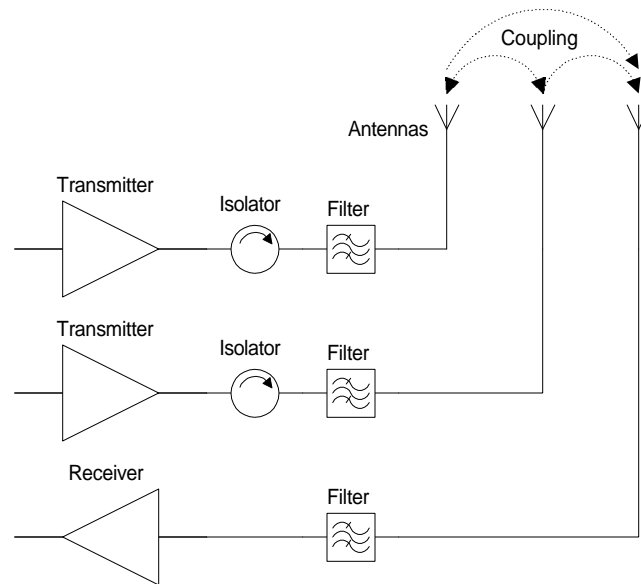 Coupling
Antennas
Transmitter
Isolator
Filter
Transmitter
Isolator
Filter
Receiver
Filter